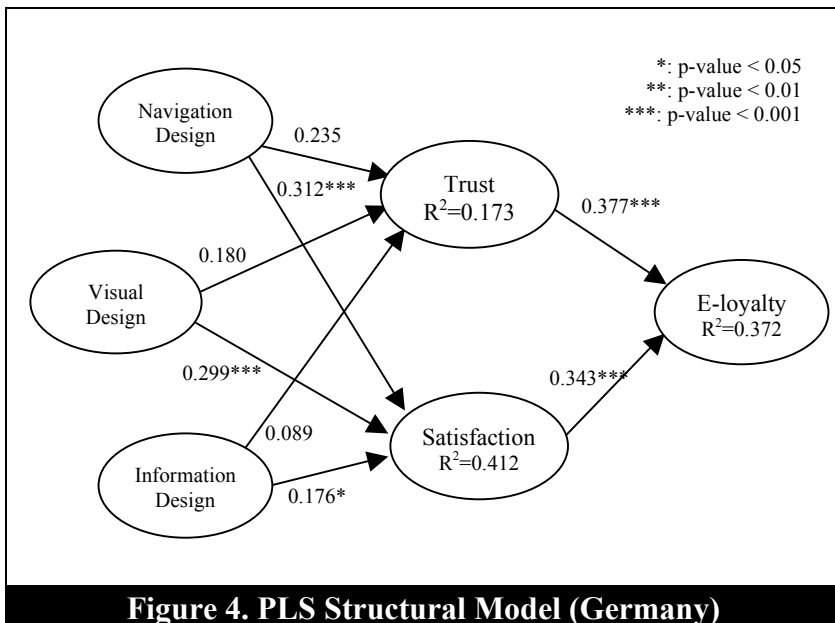 *: p-value < 0.05
**: p-value < 0.01
***: p-value < 0.001
Navigation
Design
0.235
0.312***
Trust
R²=0.173
0.377***
0.180
Visual
Design
E-loyalty
R²=0.372
0.299***
0.343***
0.089
Satisfaction
R²=0.412
Information
Design
0.176*
Figure 4. PLS Structural Model (Germany)